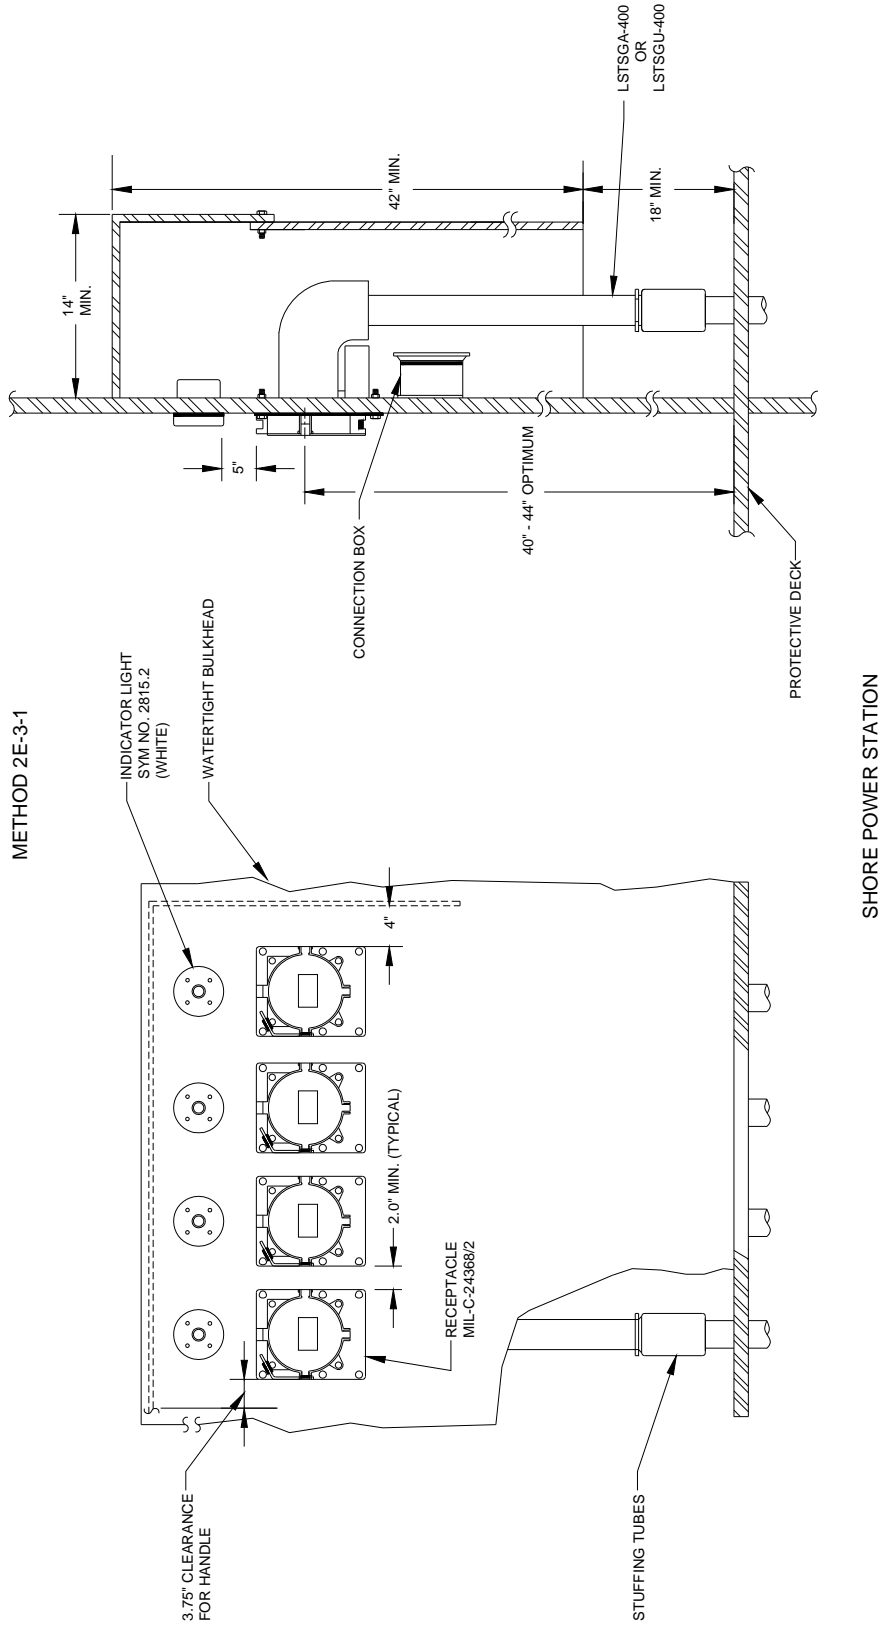 METHOD 2E-3-1
INDICATOR LIGHT
SYM NO. 2815.2
(WHITE)
WATERTIGHT BULKHEAD
3.75" CLEARANCE
FOR HANDLE
4"
2.0" MIN. (TYPICAL)
RECEPTACLE
MIL-C-24368/2
STUFFING TUBES
14"
MIN.
5"
42" MIN.
18" MIN.
LSTSGA-400
OR
LSTSGU-400
CONNECTION BOX
40" - 44" OPTIMUM
PROTECTIVE DECK
SHORE POWER STATION